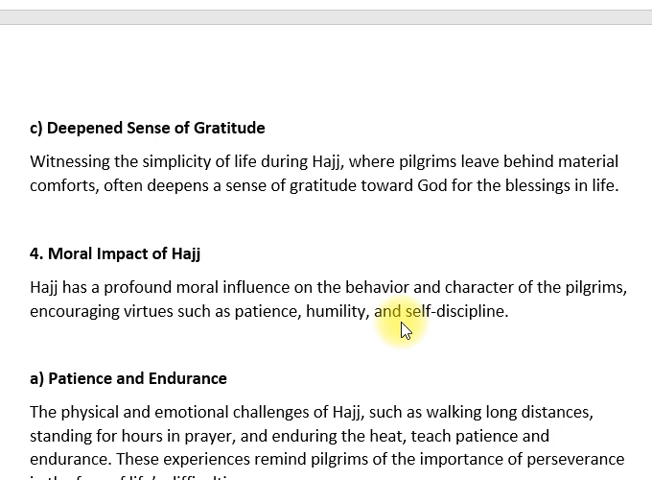 c) Deepened Sense of Gratitude
Witnessing the simplicity of life during Hajj, where pilgrims leave behind material
comforts, often deepens a sense of gratitude toward God for the blessings in life.
4. Moral Impact of Hajj
Hajj has a profound moral influence on the behavior and character of the pilgrims,
encouraging virtues such as patience, humility, and self-discipline.
a) Patience and Endurance
The physical and emotional challenges of Hajj, such as walking long distances,
standing for hours in prayer, and enduring the heat, teach patience and
endurance. These experiences remind pilgrims of the importance of perseverance